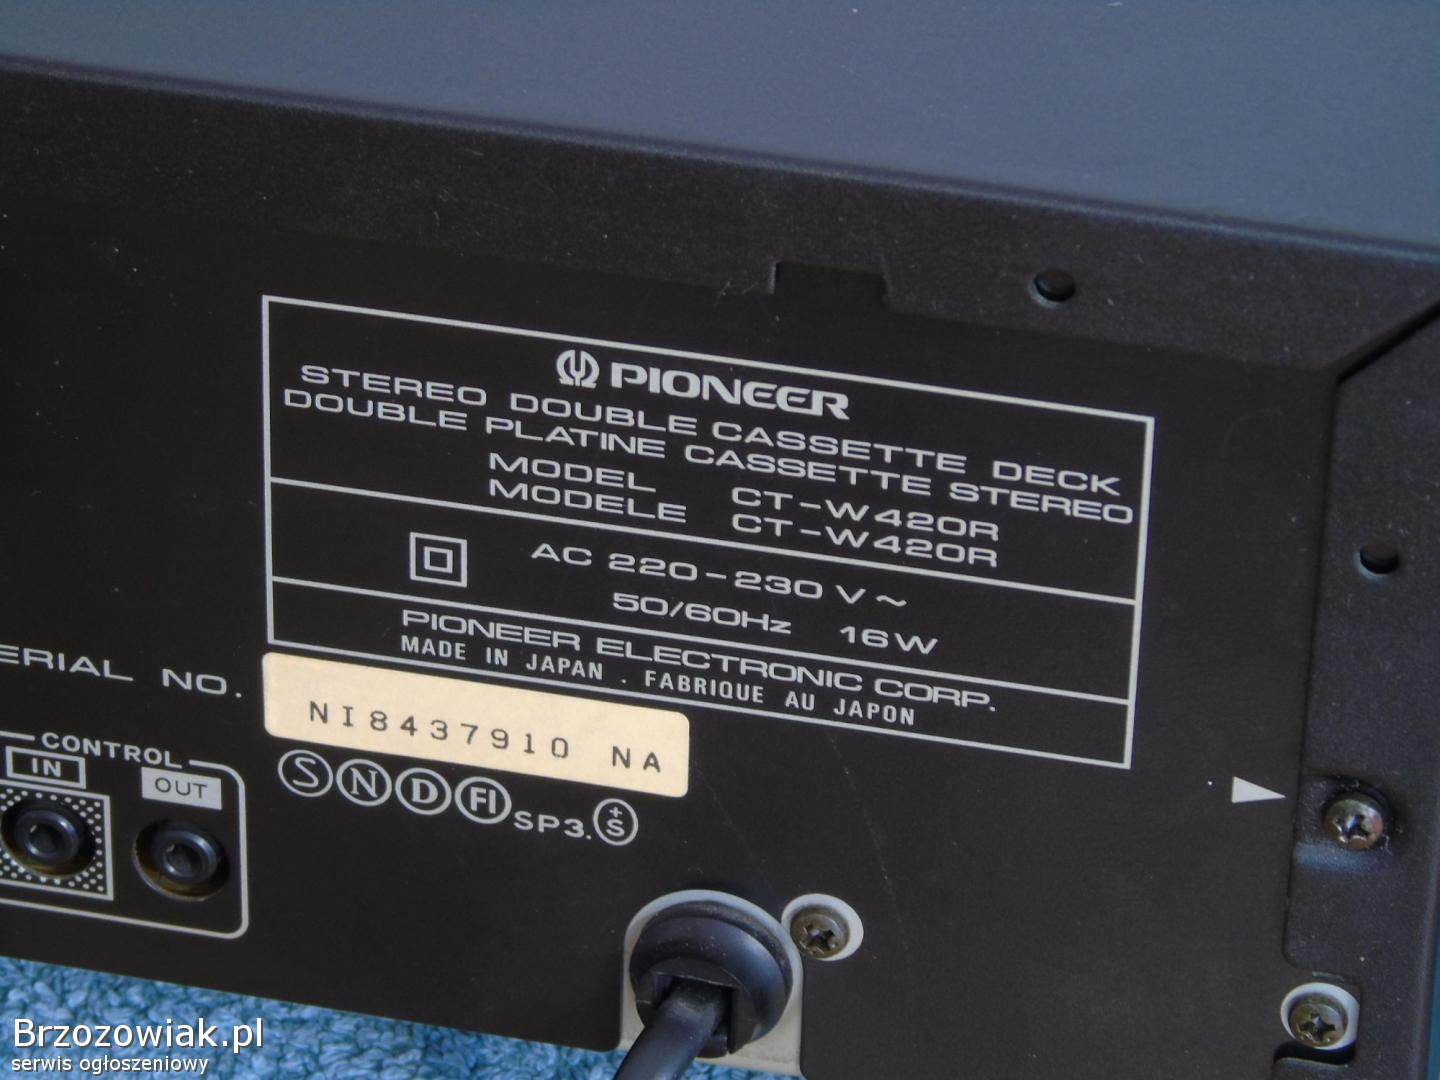 PIONEER
STEREO DOUBLE CASSETTE DECK
DOUBLE PLATINE CASSETTE STEREO
MODEL CT-W420R
MODELE CT-W420R
AC 220-230 V ~
50/60Hz 16W
PIONEER ELECTRONIC CORP.
MADE IN JAPAN . FABRIQUE AU JAPON
ERIAL NO.
NI8437910 NA
S N D FI SP3. +S
CONTROL
IN
OUT
Brzozowiak.pl
serwis ogłoszeniowy